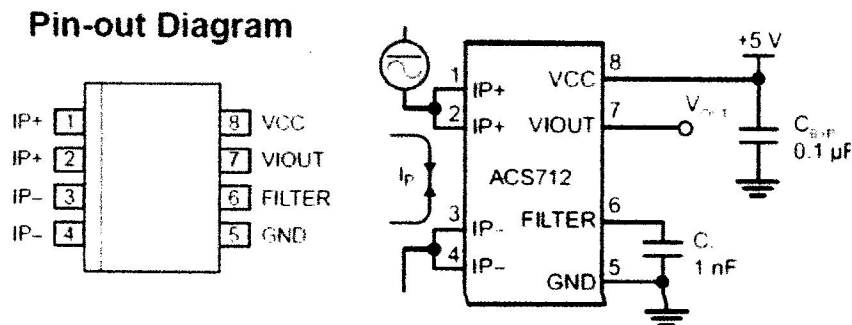 Pin-out Diagram
IP+ 1
IP+ 2
IP– 3
IP– 4
8 VCC
7 VIOUT
6 FILTER
5 GND
+5 V
1 IP+
2 IP+
3 IP–
4 IP–
IP
ACS712
VCC 8
VIOUT 7
FILTER 6
GND 5
0.1 µF
1 nF